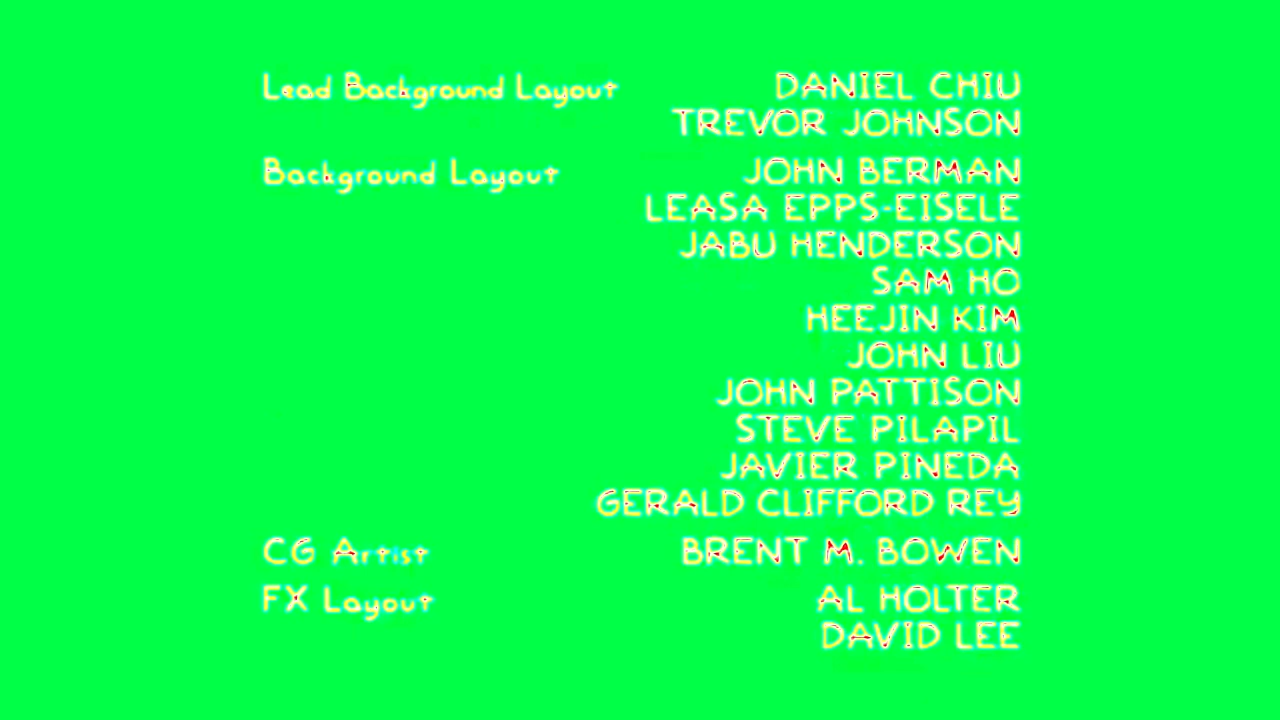 Lead Background Layout DANIEL CHIU
TREVOR JOHNSON
Background Layout JOHN BERMAN
LEASA EPPS-EISELE
JABU HENDERSON
SAM HO
HEEJIN KIM
JOHN LIU
JOHN PATTISON
STEVE PILAPIL
JAVIER PINEDA
GERALD CLIFFORD REY
CG Artist BRENT M. BOWEN
FX Layout AL HOLTER
DAVID LEE